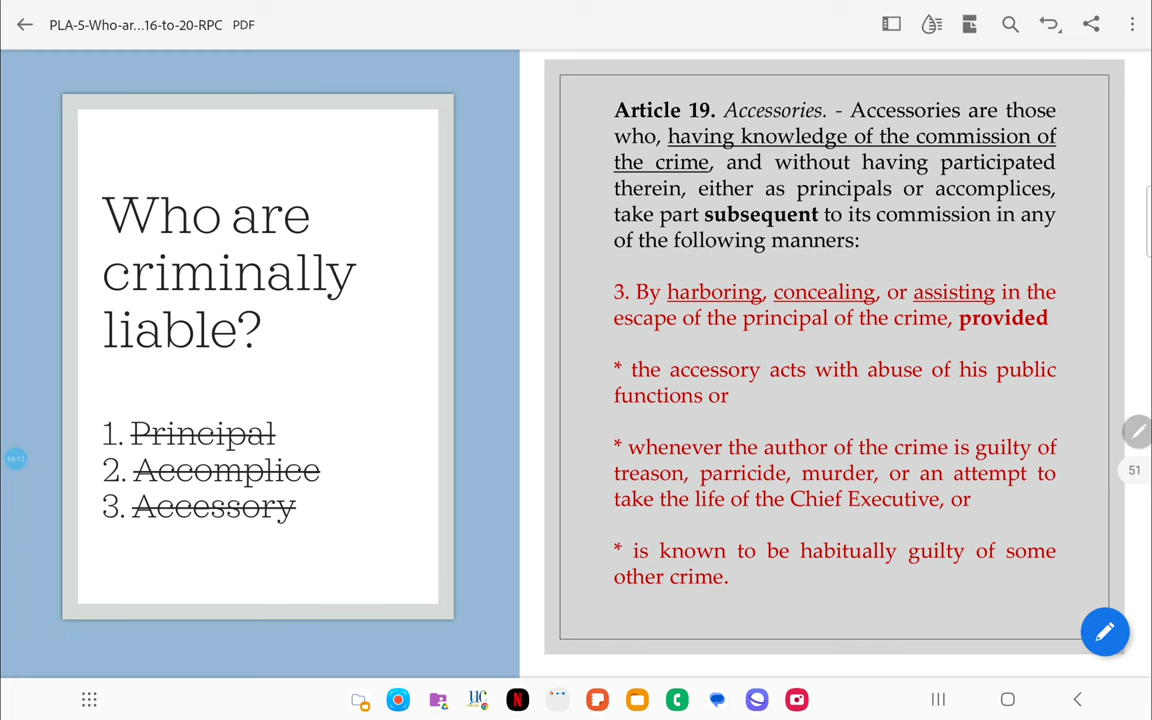 PLA-5-Who-ar...16-to-20-RPC PDF
Who are
criminally
liable?
1. Principal
2. Accomplice
3. Accessory
Article 19. Accessories. - Accessories are those
who, having knowledge of the commission of
the crime, and without having participated
therein, either as principals or accomplices,
take part subsequent to its commission in any
of the following manners:
3. By harboring, concealing, or assisting in the
escape of the principal of the crime, provided
* the accessory acts with abuse of his public
functions or
* whenever the author of the crime is guilty of
treason, parricide, murder, or an attempt to
take the life of the Chief Executive, or
* is known to be habitually guilty of some
other crime.
69:13
51
UC
N